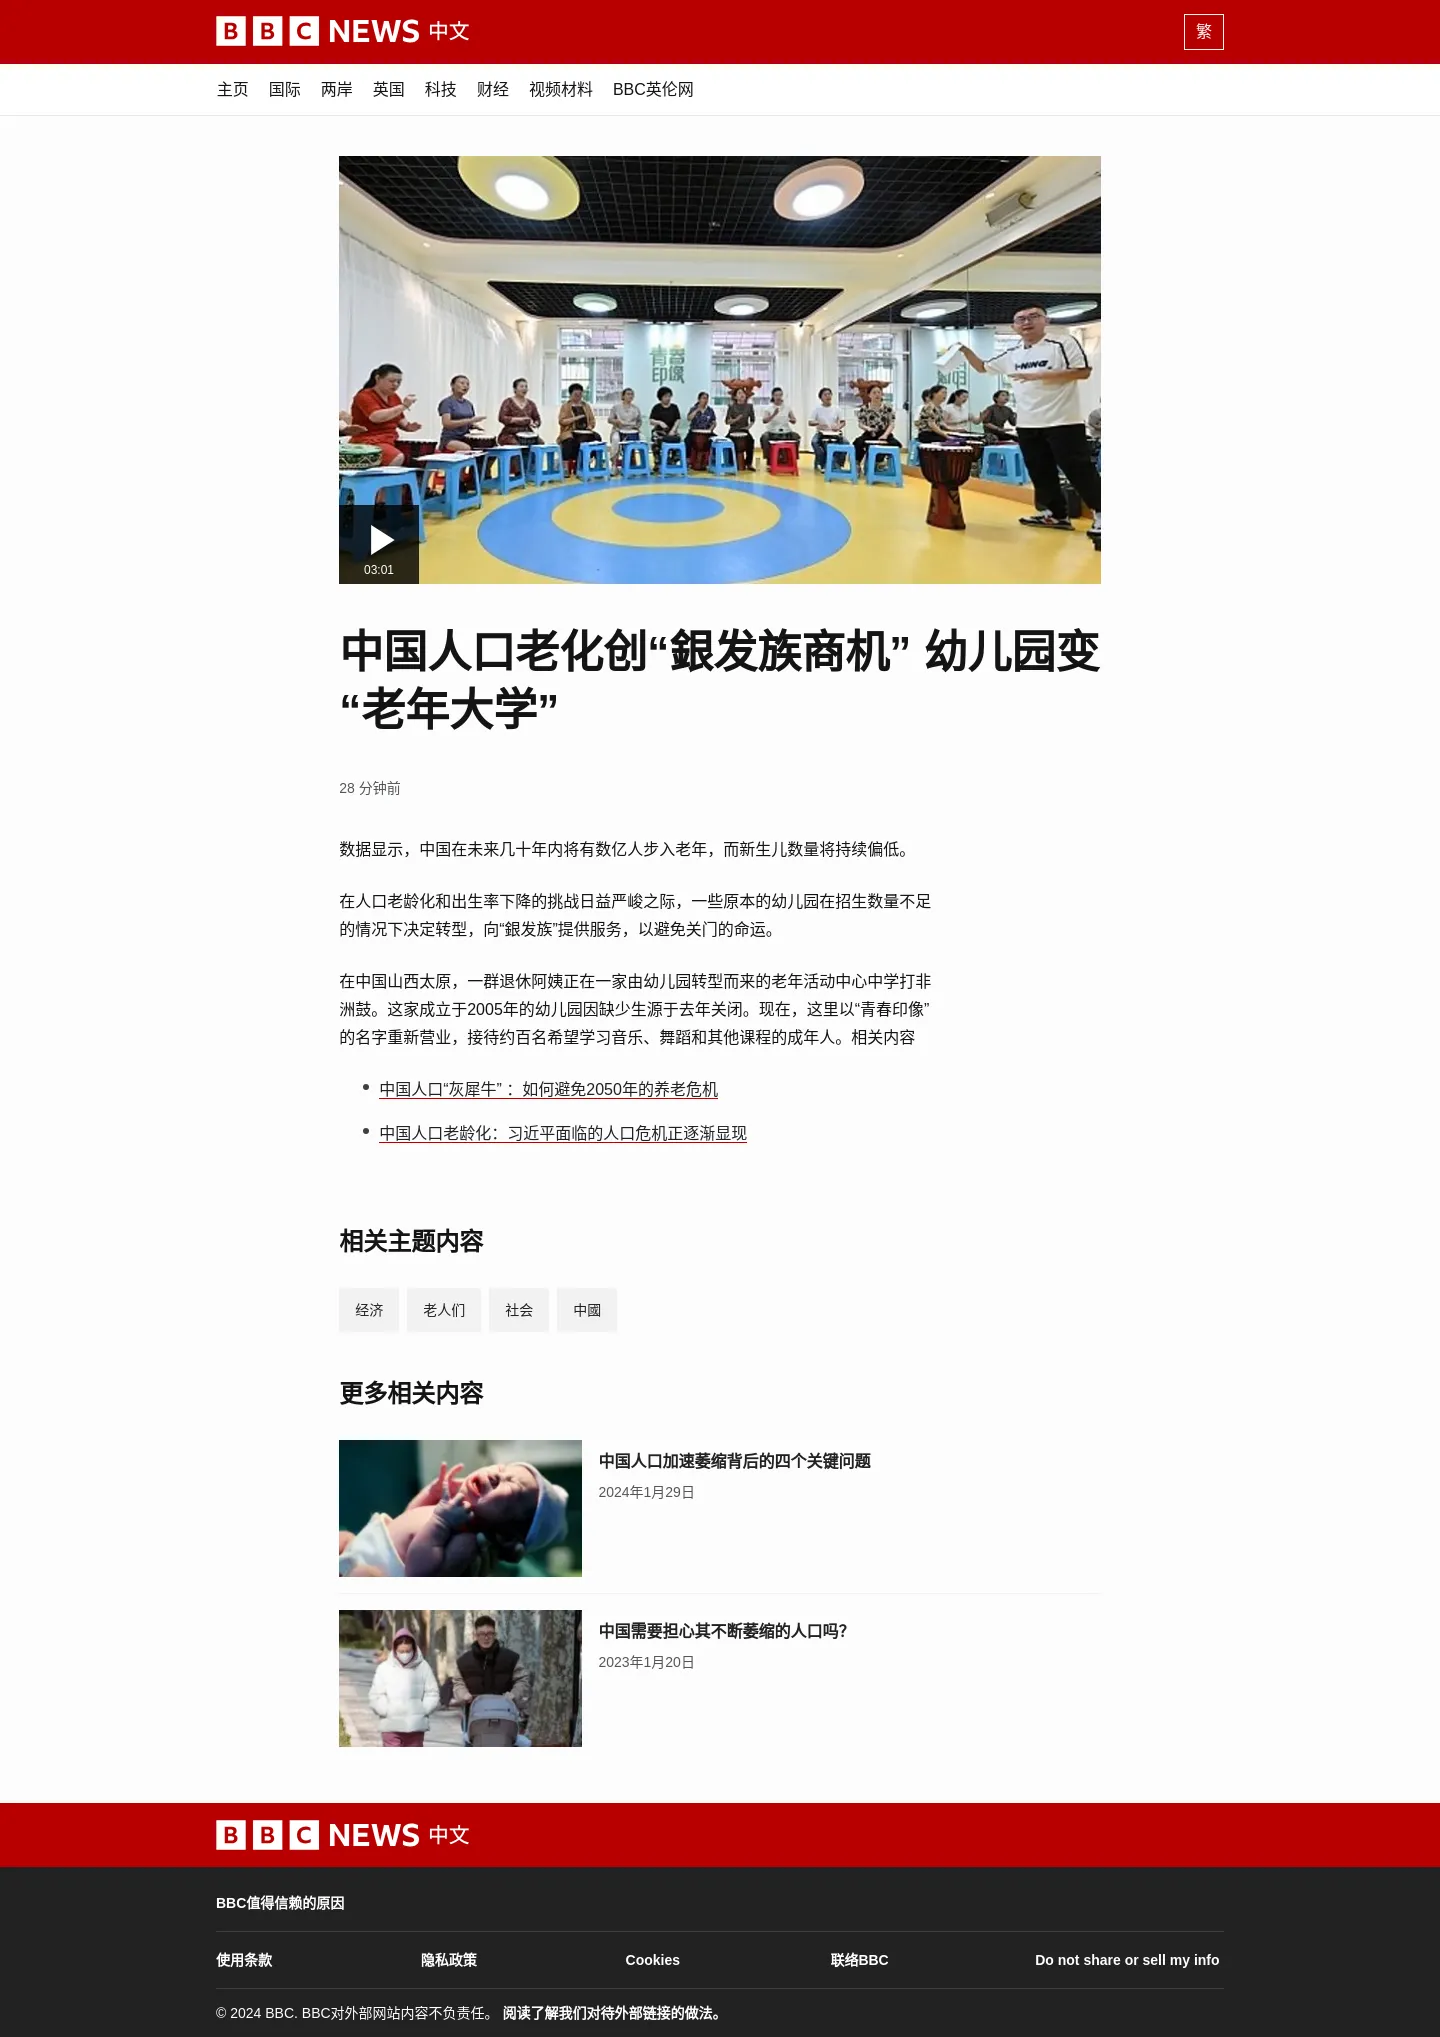 BBC NEWS 中文
繁
主页 国际 两岸 英国 科技 财经 视频材料 BBC英伦网
青春
印像
LI-NING
03:01
中国人口老化创“銀发族商机” 幼儿园变
“老年大学”
28 分钟前
数据显示，中国在未来几十年内将有数亿人步入老年，而新生儿数量将持续偏低。
在人口老龄化和出生率下降的挑战日益严峻之际，一些原本的幼儿园在招生数量不足
的情况下决定转型，向“銀发族”提供服务，以避免关门的命运。
在中国山西太原，一群退休阿姨正在一家由幼儿园转型而来的老年活动中心中学打非
洲鼓。这家成立于2005年的幼儿园因缺少生源于去年关闭。现在，这里以“青春印像”
的名字重新营业，接待约百名希望学习音乐、舞蹈和其他课程的成年人。相关内容
中国人口“灰犀牛”： 如何避免2050年的养老危机
中国人口老龄化：习近平面临的人口危机正逐渐显现
相关主题内容
经济 老人们 社会 中國
更多相关内容
中国人口加速萎缩背后的四个关键问题
2024年1月29日
中国需要担心其不断萎缩的人口吗？
2023年1月20日
BBC NEWS 中文
BBC值得信赖的原因
使用条款 隐私政策 Cookies 联络BBC Do not share or sell my info
© 2024 BBC. BBC对外部网站内容不负责任。 阅读了解我们对待外部链接的做法。